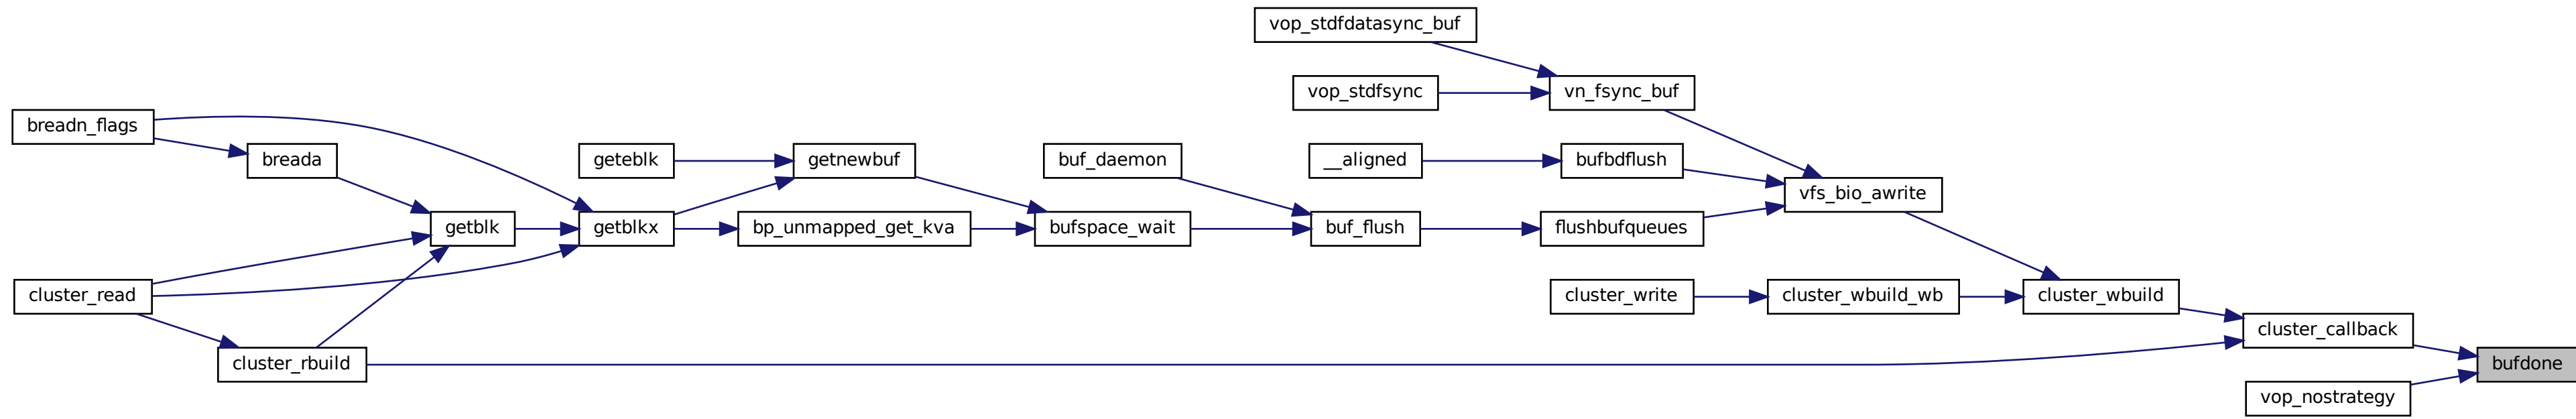 vop_stdfdatasync_buf
vop_stdfsync
vn_fsync_buf
breadn_flags
breada
geteblk
getnewbuf
buf_daemon
__aligned
bufbdflush
vfs_bio_awrite
getblk
getblkx
bp_unmapped_get_kva
bufspace_wait
buf_flush
flushbufqueues
cluster_read
cluster_write
cluster_wbuild_wb
cluster_wbuild
cluster_callback
cluster_rbuild
bufdone
vop_nostrategy